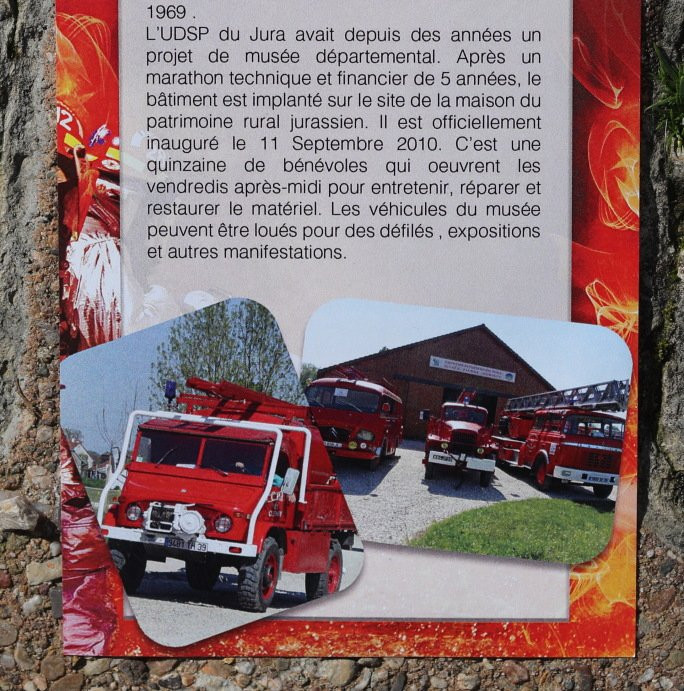 1969 .
L'UDSP du Jura avait depuis des années un
projet de musée départemental. Après un
marathon technique et financier de 5 années, le
bâtiment est implanté sur le site de la maison du
patrimoine rural jurassien. Il est officiellement
inauguré le 11 Septembre 2010. C'est une
quinzaine de bénévoles qui oeuvrent les
vendredis après-midi pour entretenir, réparer et
restaurer le matériel. Les véhicules du musée
peuvent être loués pour des défilés , expositions
et autres manifestations.